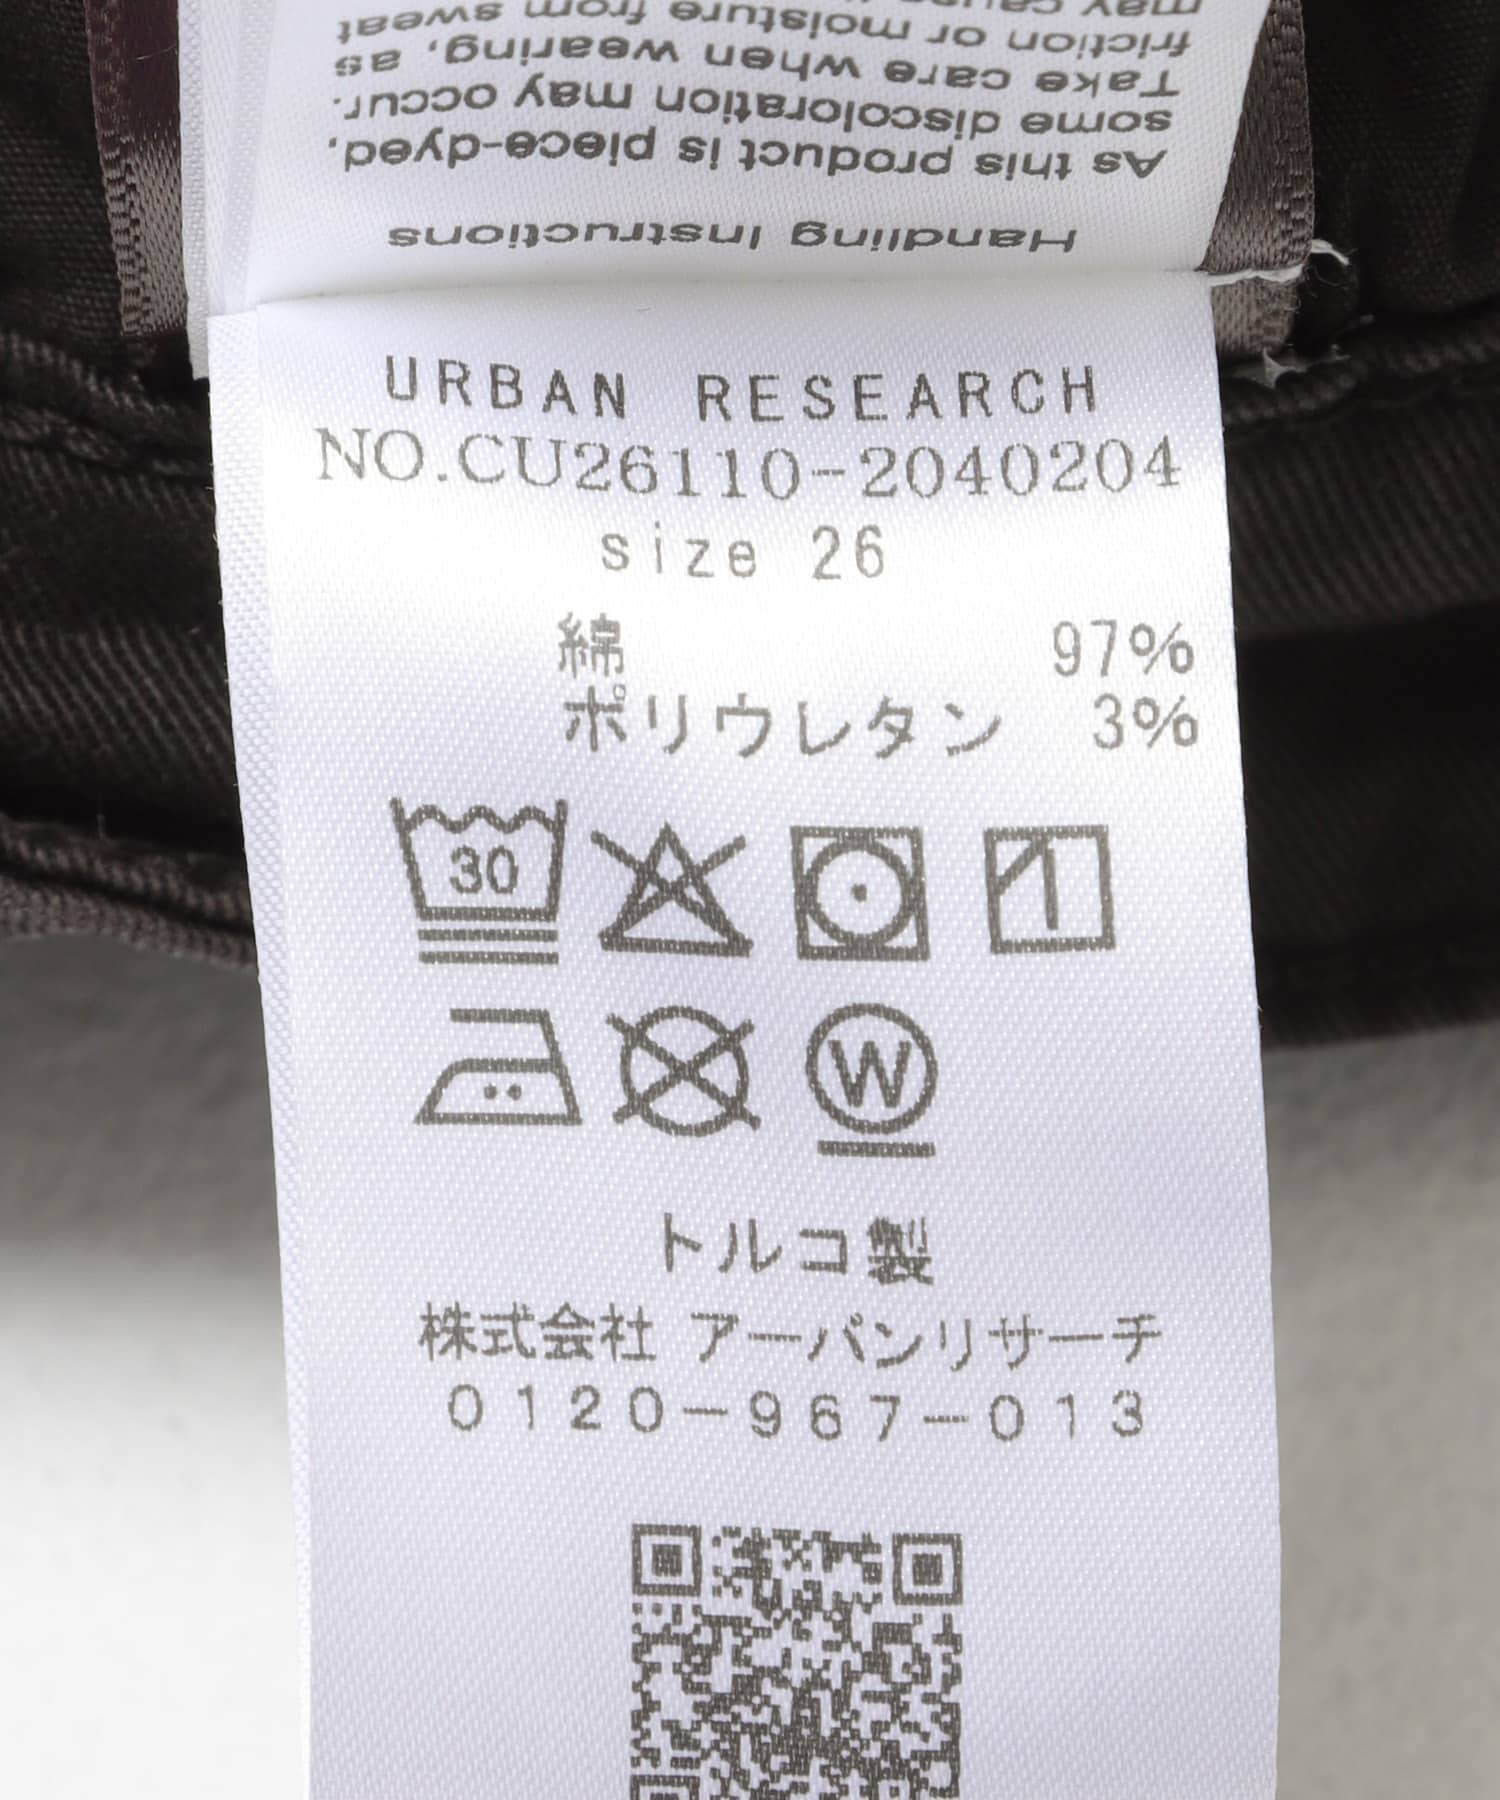 Handling Instructions
As this product is piece-dyed,
some discoloration may occur.
Take care when wearing, as
friction or moisture from sweat
may
URBAN RESEARCH
NO.CU26110-2040204
size 26
綿 97%
ポリウレタン 3%
30
W
トルコ製
株式会社 アーバンリサーチ
0120-967-013